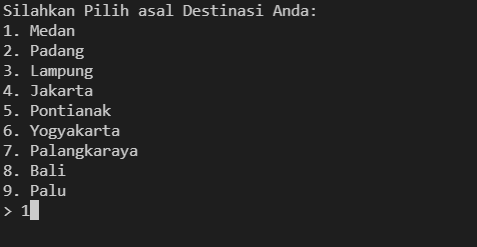 Silahkan Pilih asal Destinasi Anda:
1. Medan
2. Padang
3. Lampung
4. Jakarta
5. Pontianak
6. Yogyakarta
7. Palangkaraya
8. Bali
9. Palu
> 1